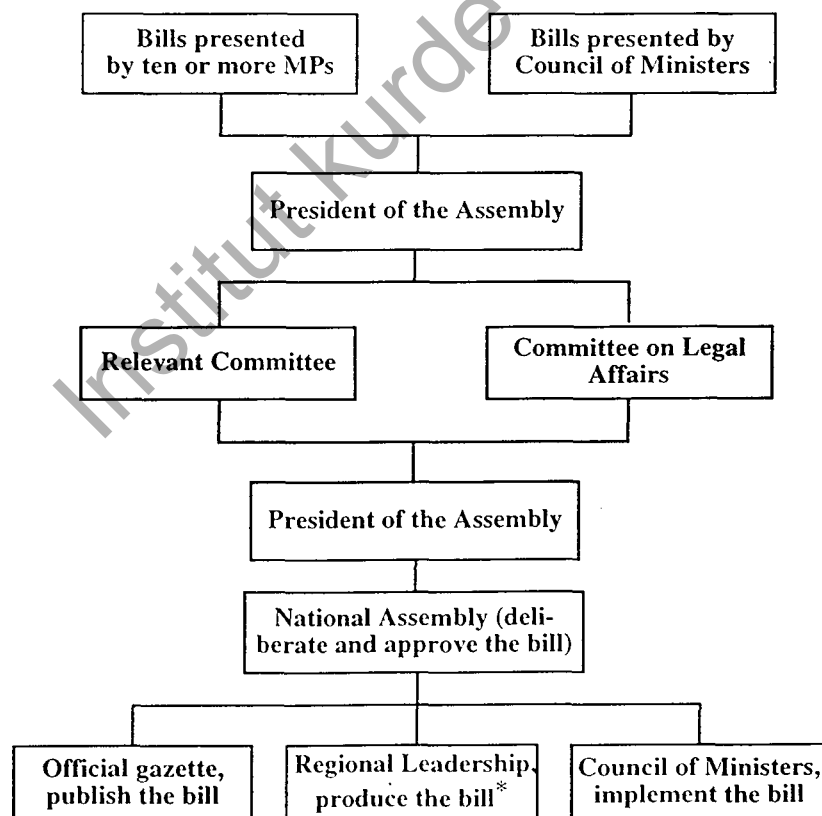 Bills presented
by ten or more MPs
Bills presented by
Council of Ministers
President of the Assembly
Relevant Committee
Committee on Legal
Affairs
President of the Assembly
National Assembly (deli-
berate and approve the bill)
Official gazette,
publish the bill
Regional Leadership,
produce the bill*
Council of Ministers,
implement the bill
Institut kurde